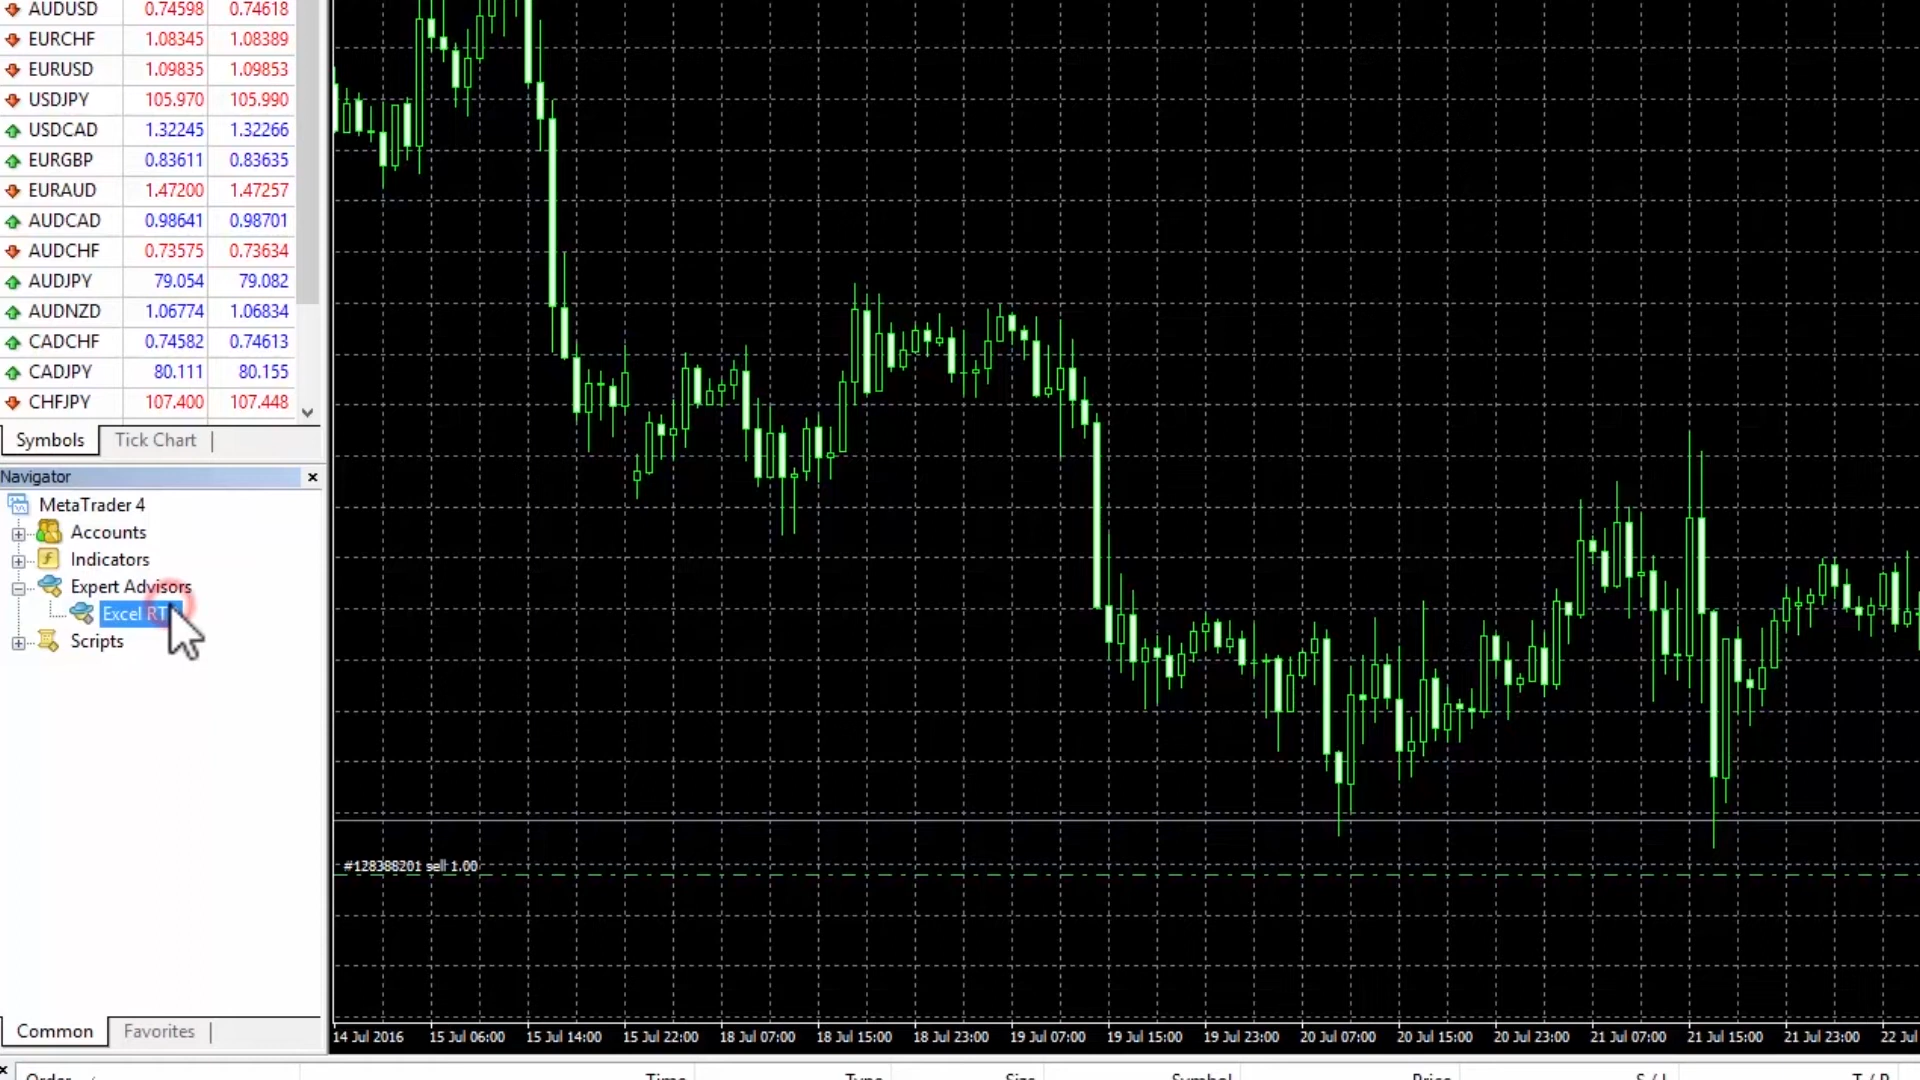 AUDUSD 0.74598 0.74618
EURCHF 1.08345 1.08389
EURUSD 1.09835 1.09853
USDJPY 105.970 105.990
USDCAD 1.32245 1.32266
EURGBP 0.83611 0.83635
EURAUD 1.47200 1.47257
AUDCAD 0.98641 0.98701
AUDCHF 0.73575 0.73634
AUDJPY 79.054 79.082
AUDNZD 1.06774 1.06834
CADCHF 0.74582 0.74613
CADJPY 80.111 80.155
CHFJPY 107.400 107.448
Symbols Tick Chart
Navigator
MetaTrader 4
Accounts
Indicators
Expert Advisors
Excel RT
Scripts
Common Favorites
#128388201 sell 1.00
14 Jul 2016 15 Jul 06:00 15 Jul 14:00 15 Jul 22:00 18 Jul 07:00 18 Jul 15:00 18 Jul 23:00 19 Jul 07:00 19 Jul 15:00 19 Jul 23:00 20 Jul 07:00 20 Jul 15:00 20 Jul 23:00 21 Jul 07:00 21 Jul 15:00 21 Jul 23:00 22 Jul
Order Time Type Size Symbol Price S / L T / P